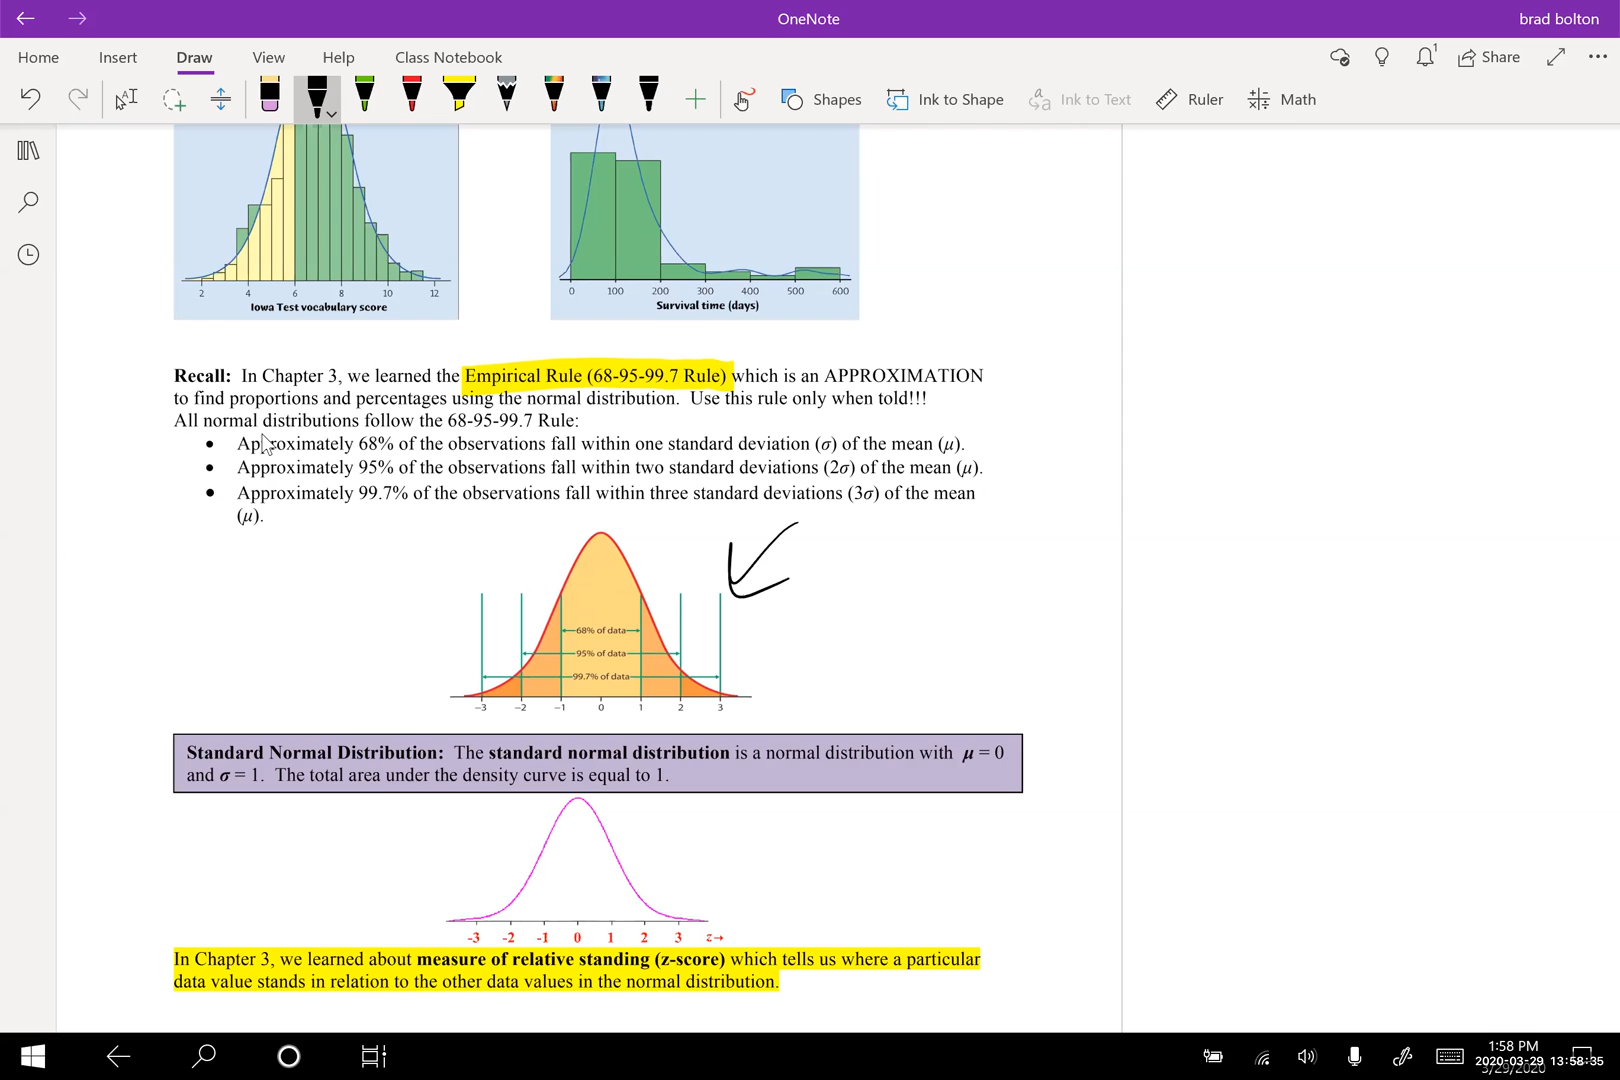 OneNote
brad bolton
Home Insert Draw View Help Class Notebook
Share
Shapes Ink to Shape Ink to Text Ruler Math
2 4 6 8 10 12
Iowa Test vocabulary score
0 100 200 300 400 500 600
Survival time (days)
Recall: In Chapter 3, we learned the Empirical Rule (68-95-99.7 Rule) which is an APPROXIMATION
to find proportions and percentages using the normal distribution. Use this rule only when told!!!
All normal distributions follow the 68-95-99.7 Rule:
• Approximately 68% of the observations fall within one standard deviation (σ) of the mean (μ).
• Approximately 95% of the observations fall within two standard deviations (2σ) of the mean (μ).
• Approximately 99.7% of the observations fall within three standard deviations (3σ) of the mean
(μ).
68% of data
95% of data
99.7% of data
−3 −2 −1 0 1 2 3
Standard Normal Distribution: The standard normal distribution is a normal distribution with μ = 0
and σ = 1. The total area under the density curve is equal to 1.
-3 -2 -1 0 1 2 3 z→
In Chapter 3, we learned about measure of relative standing (z-score) which tells us where a particular
data value stands in relation to the other data values in the normal distribution.
1:58 PM
2020-03-29 13:58:35
3/29/2020